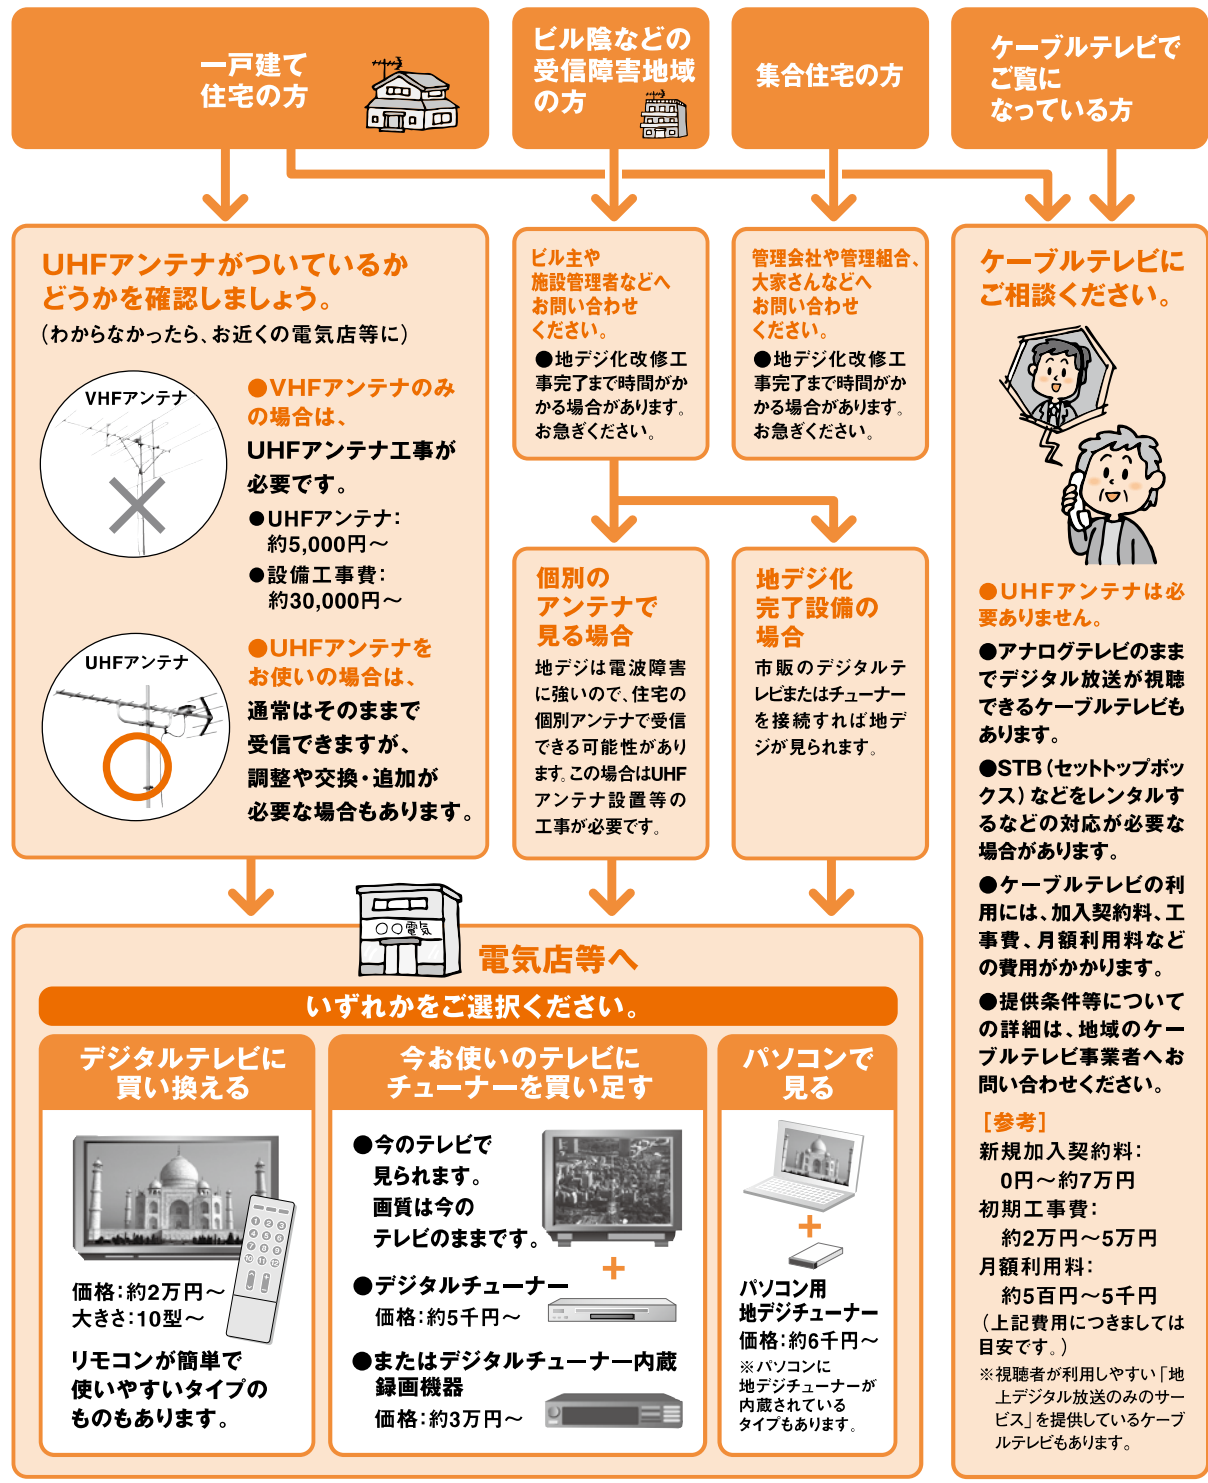 一戸建て
住宅の方
ビル陰などの
受信障害地域
の方
集合住宅の方
ケーブルテレビで
ご覧に
なっている方
UHFアンテナがついているか
どうかを確認しましょう。
(わからなかったら、お近くの電気店等に)
VHFアンテナ
●VHFアンテナのみ
の場合は、
UHFアンテナ工事が
必要です。
●UHFアンテナ:
約5,000円～
●設備工事費:
約30,000円～
UHFアンテナ
●UHFアンテナを
お使いの場合は、
通常はそのままで
受信できますが、
調整や交換・追加が
必要な場合もあります。
ビル主や
施設管理者などへ
お問い合わせ
ください。
●地デジ化改修工
事完了まで時間がか
かる場合があります。
お急ぎください。
管理会社や管理組合、
大家さんなどへ
お問い合わせ
ください。
●地デジ化改修工
事完了まで時間がか
かる場合があります。
お急ぎください。
個別の
アンテナで
見る場合
地デジは電波障害
に強いので、住宅の
個別アンテナで受信
できる可能性があり
ます。この場合はUHF
アンテナ設置等の
工事が必要です。
地デジ化
完了設備の
場合
市販のデジタルテ
レビまたはチューナー
を接続すれば地デ
ジが見られます。
ケーブルテレビに
ご相談ください。
●UHFアンテナは必
要ありません。
●アナログテレビのまま
でデジタル放送が視聴
できるケーブルテレビも
あります。
●STB(セットトップボッ
クス)などをレンタルす
るなどの対応が必要な
場合があります。
●ケーブルテレビの利
用には、加入契約料、工
事費、月額利用料など
の費用がかかります。
●提供条件等について
の詳細は、地域のケー
ブルテレビ事業者へお
問い合わせください。
[参考]
新規加入契約料:
0円～約7万円
初期工事費:
約2万円～5万円
月額利用料:
約5百円～5千円
(上記費用につきましては
目安です。)
※視聴者が利用しやすい「地
上デジタル放送のみのサー
ビス」を提供しているケーブ
ルテレビもあります。
○○電気
電気店等へ
いずれかをご選択ください。
デジタルテレビに
買い換える
1 2 3
4 5 6
7 8 9
10 11 12
価格:約2万円～
大きさ:10型～
リモコンが簡単で
使いやすいタイプの
ものもあります。
今お使いのテレビに
チューナーを買い足す
●今のテレビで
見られます。
画質は今の
テレビのままです。
＋
●デジタルチューナー
価格:約5千円～
●またはデジタルチューナー内蔵
録画機器
価格:約3万円～
パソコンで
見る
＋
パソコン用
地デジチューナー
価格:約6千円～
※パソコンに
地デジチューナーが
内蔵されている
タイプもあります。